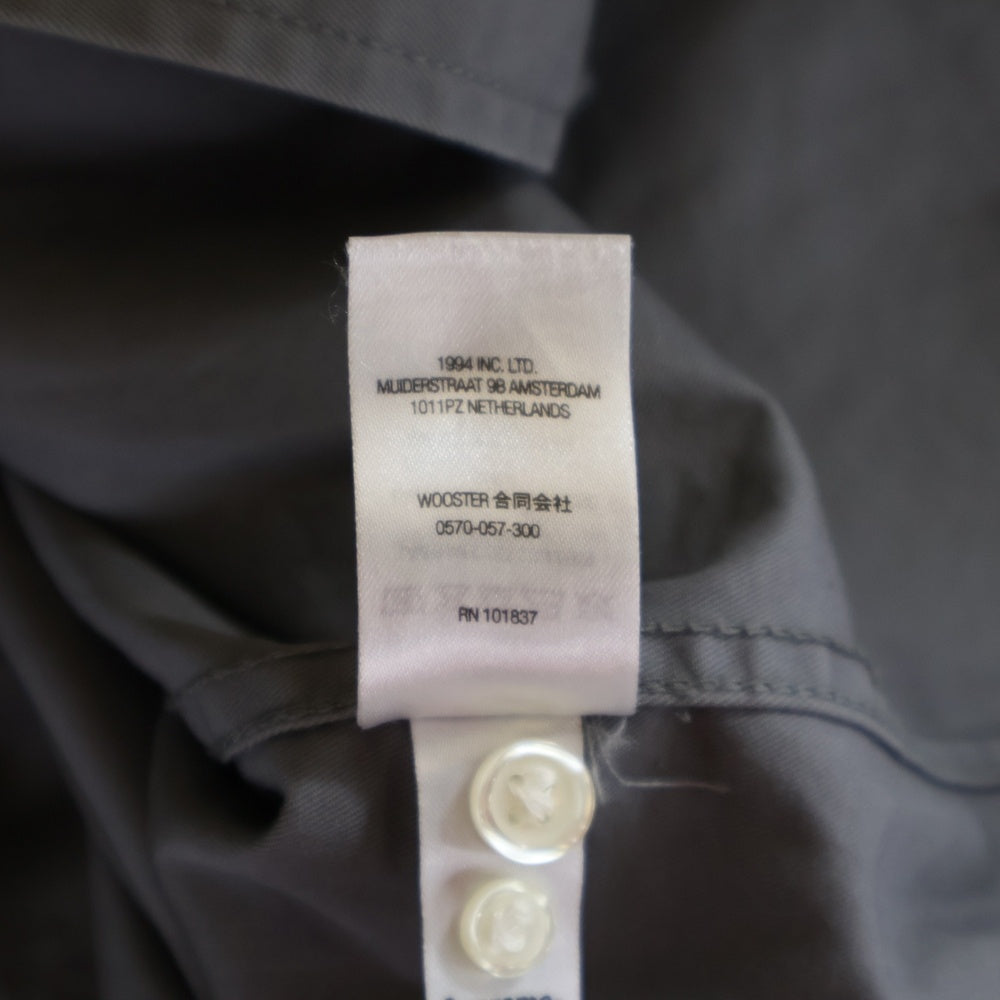 1994 INC. LTD.
MUIDERSTRAAT 9B AMSTERDAM
1011PZ NETHERLANDS
WOOSTER 合同会社
0570-057-300
RN 101837